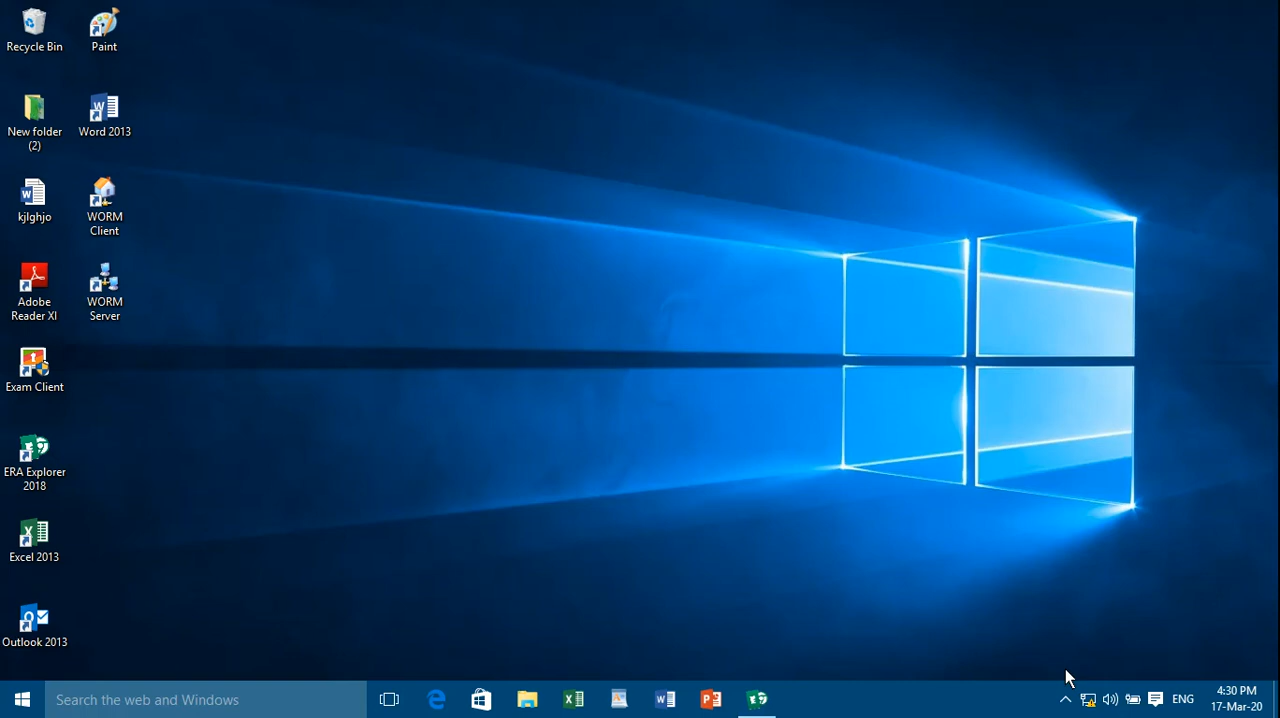 Recycle Bin
Paint
New folder
(2)
Word 2013
kjlghjo
WORM
Client
Adobe
Reader XI
WORM
Server
Exam Client
ERA Explorer
2018
Excel 2013
Outlook 2013
Search the web and Windows
ENG
4:30 PM
17-Mar-20